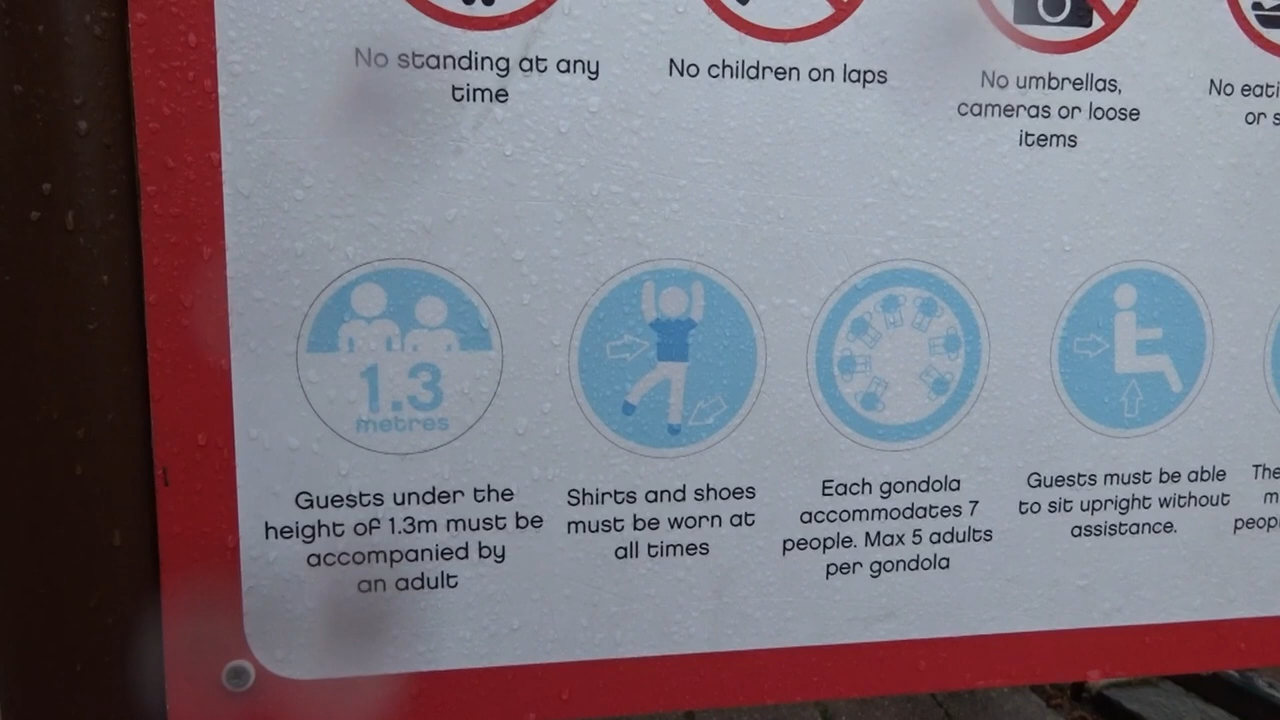 No standing at any
time
No children on laps
No umbrellas,
cameras or loose
items
No
or
1.3
metres
Guests under the
height of 1.3m must be
accompanied by
an adult
Shirts and shoes
must be worn at
all times
Each gondola
accommodates 7
people. Max 5 adults
per gondola
Guests must be able
to sit upright without
assistance.